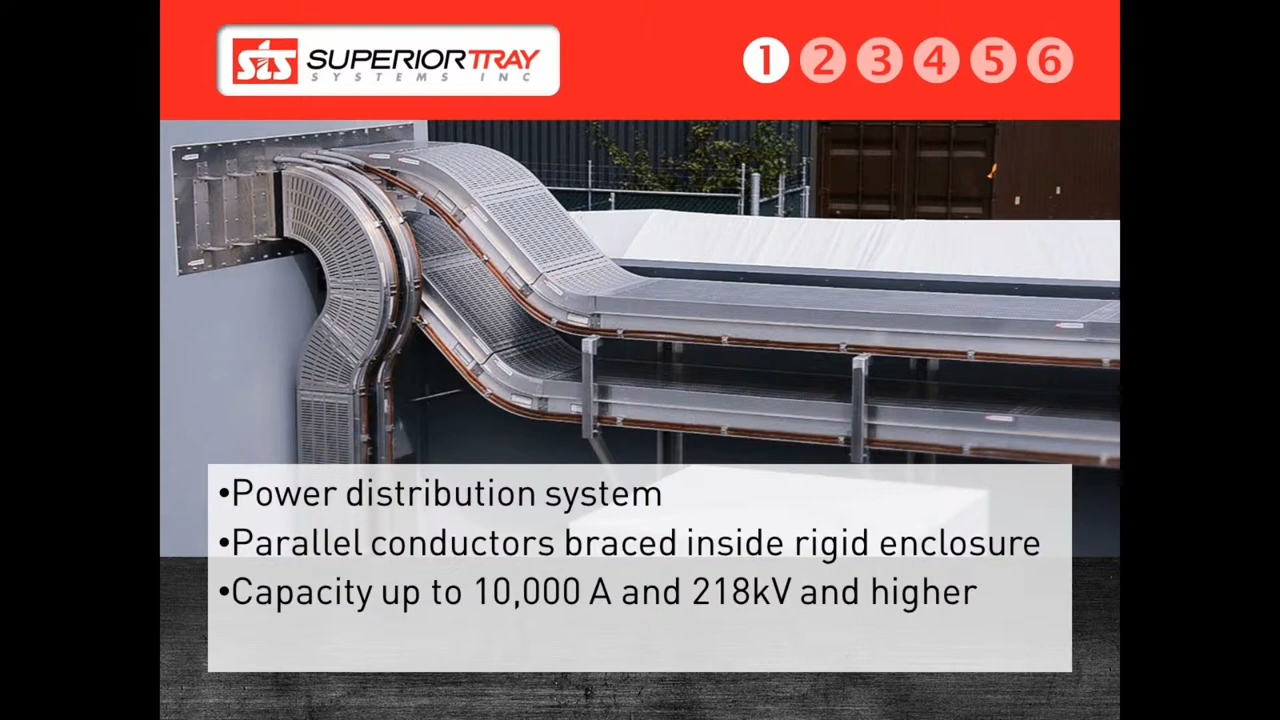 sts SUPERIORTRAY
SYSTEMS INC
1 2 3 4 5 6
•Power distribution system
•Parallel conductors braced inside rigid enclosure
•Capacity up to 10,000 A and 218kV and higher